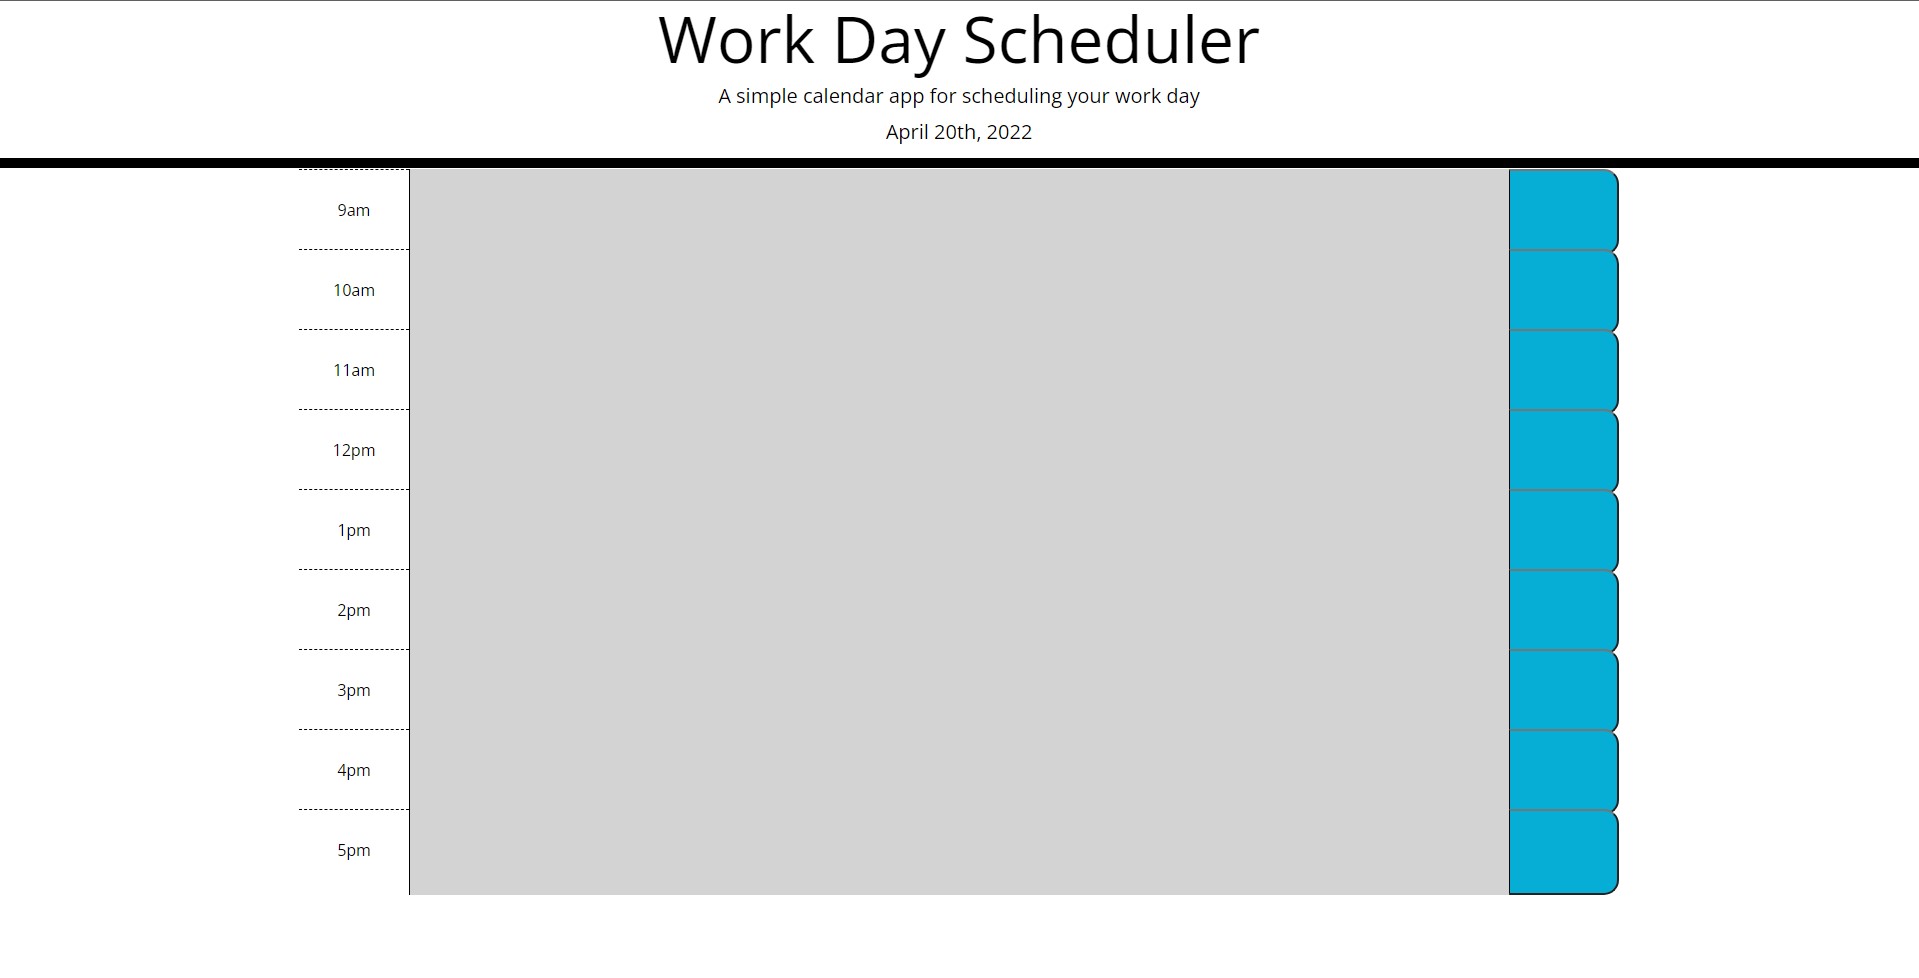 Work Day Scheduler
A simple calendar app for scheduling your work day
April 20th, 2022
9am
10am
11am
12pm
1pm
2pm
3pm
4pm
5pm